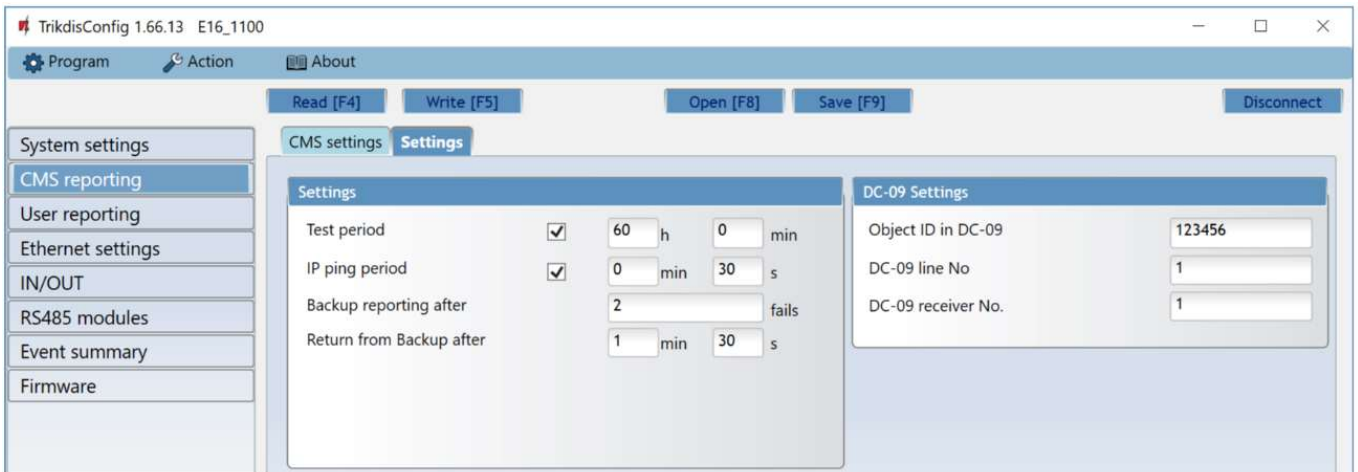 TrikdisConfig 1.66.13 E16_1100
Program Action About
Read [F4] Write [F5] Open [F8] Save [F9] Disconnect
System settings
CMS reporting
User reporting
Ethernet settings
IN/OUT
RS485 modules
Event summary
Firmware
CMS settings Settings
Settings
Test period 60 h 0 min
IP ping period 0 min 30 s
Backup reporting after 2 fails
Return from Backup after 1 min 30 s
DC-09 Settings
Object ID in DC-09 123456
DC-09 line No 1
DC-09 receiver No. 1